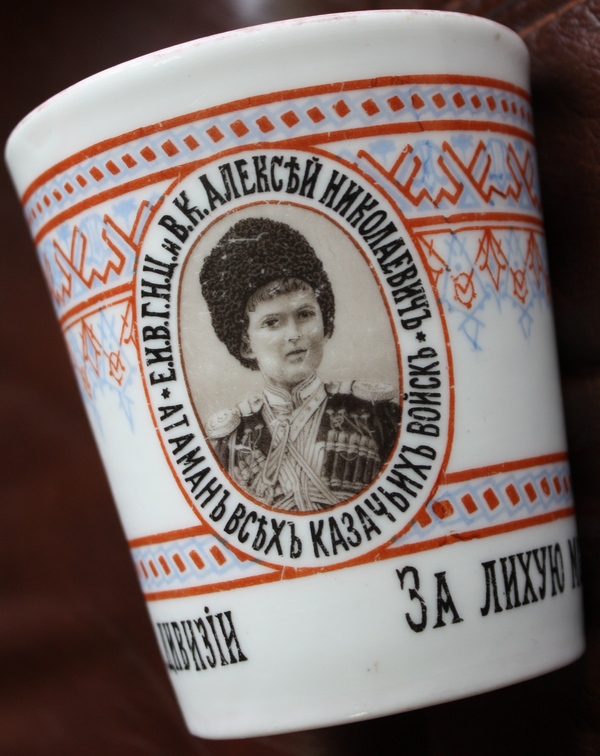 Е.И.В.Г.Н.Ц. и В.К. АЛЕКСѢЙ НИКОЛАЕВИЧЪ
АТАМАНЪ ВСѢХЪ КАЗАЧЬИХЪ ВОЙСКЪ
ДИВИЗІИ
ЗА ЛИХУЮ